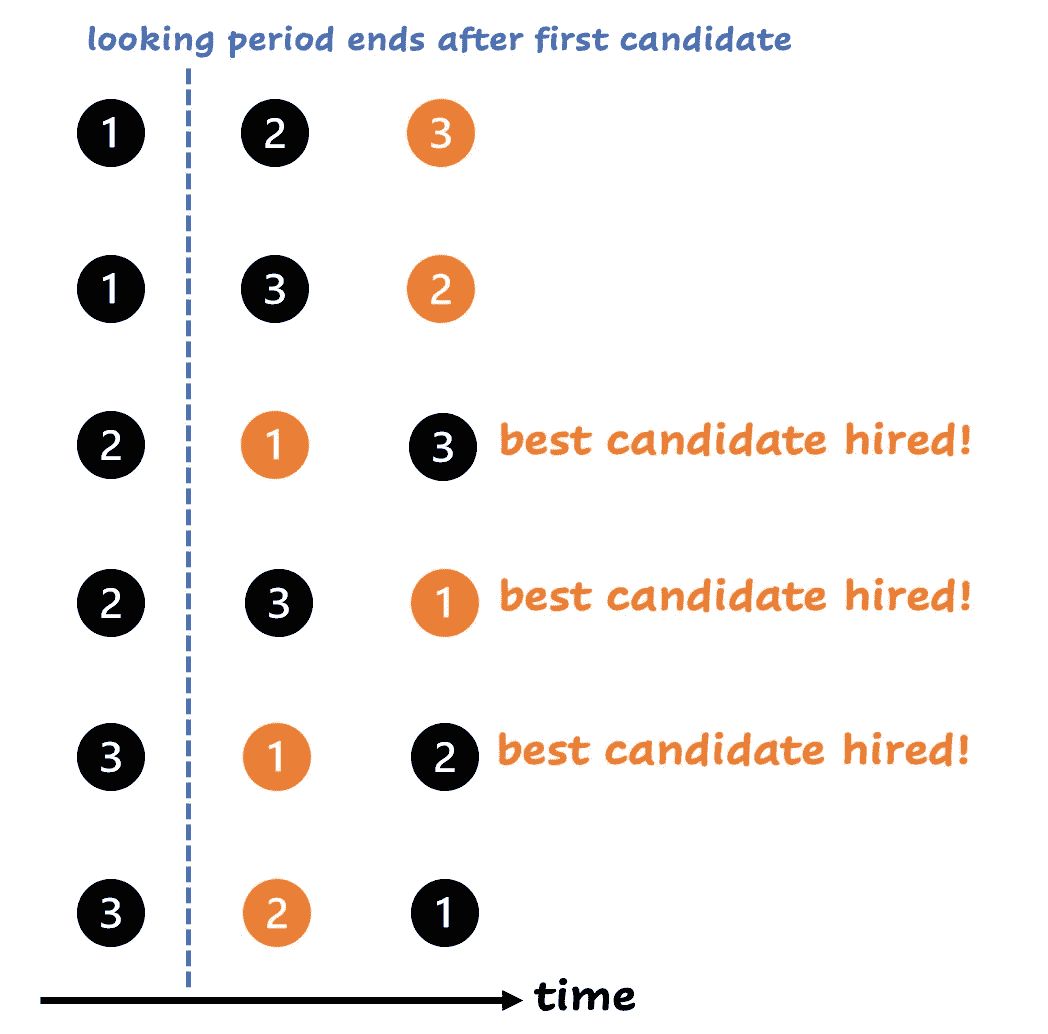 looking period ends after first candidate
1 2 3
1 3 2
2 1 3 best candidate hired!
2 3 1 best candidate hired!
3 1 2 best candidate hired!
3 2 1
time